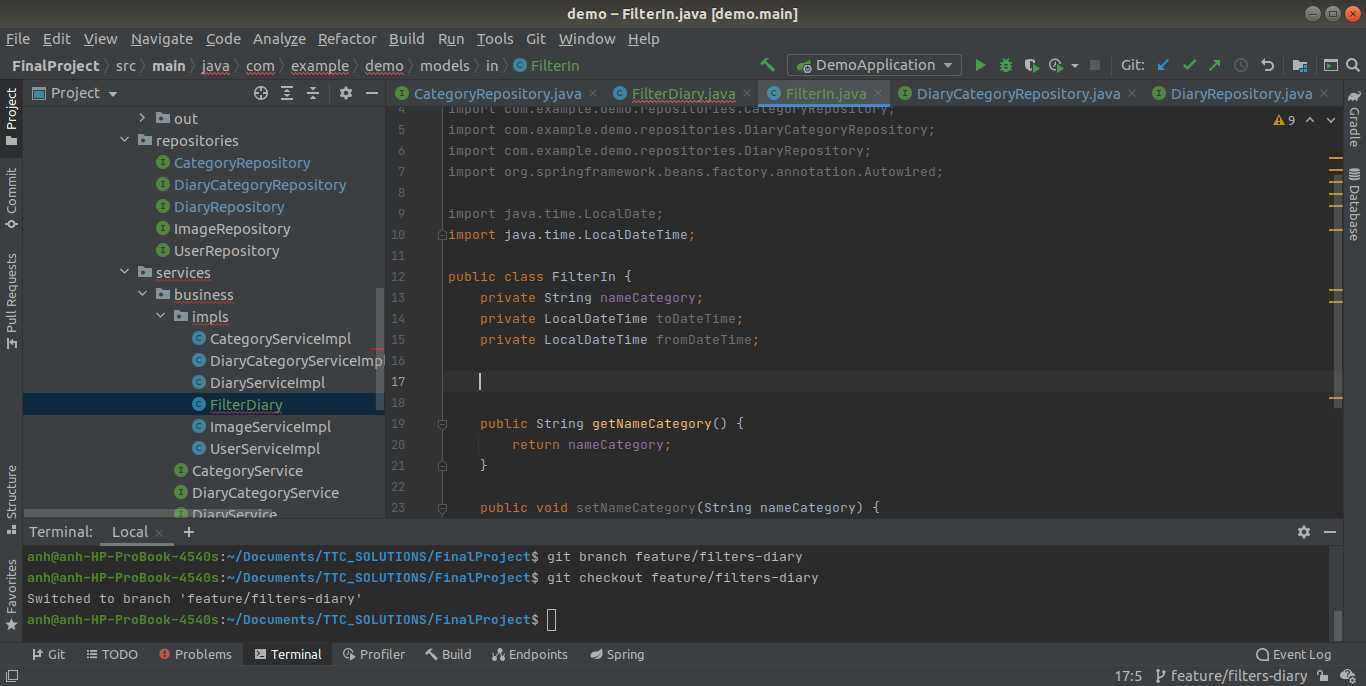 demo – FilterIn.java [demo.main]
File Edit View Navigate Code Analyze Refactor Build Run Tools Git Window Help
FinalProject src main java com example demo models in FilterIn
DemoApplication Git:
Project
CategoryRepository.java FilterDiary.java FilterIn.java DiaryCategoryRepository.java DiaryRepository.java
Project
Commit
Pull Requests
Structure
Favorites
out
repositories
CategoryRepository
DiaryCategoryRepository
DiaryRepository
ImageRepository
UserRepository
services
business
impls
CategoryServiceImpl
DiaryCategoryServiceImpl
DiaryServiceImpl
FilterDiary
ImageServiceImpl
UserServiceImpl
CategoryService
DiaryCategoryService
DiaryService
4 import com.example.demo.repositories.CategoryRepository;
5 import com.example.demo.repositories.DiaryCategoryRepository;
6 import com.example.demo.repositories.DiaryRepository;
7 import org.springframework.beans.factory.annotation.Autowired;
8
9 import java.time.LocalDate;
10 import java.time.LocalDateTime;
11
12 public class FilterIn {
13 private String nameCategory;
14 private LocalDateTime toDateTime;
15 private LocalDateTime fromDateTime;
16
17
18
19 public String getNameCategory() {
20 return nameCategory;
21 }
22
23 public void setNameCategory(String nameCategory) {
9
Gradle
Database
Terminal: Local +
anh@anh-HP-ProBook-4540s:~/Documents/TTC_SOLUTIONS/FinalProject$ git branch feature/filters-diary
anh@anh-HP-ProBook-4540s:~/Documents/TTC_SOLUTIONS/FinalProject$ git checkout feature/filters-diary
Switched to branch 'feature/filters-diary'
anh@anh-HP-ProBook-4540s:~/Documents/TTC_SOLUTIONS/FinalProject$
Git TODO Problems Terminal Profiler Build Endpoints Spring Event Log
17:5 feature/filters-diary